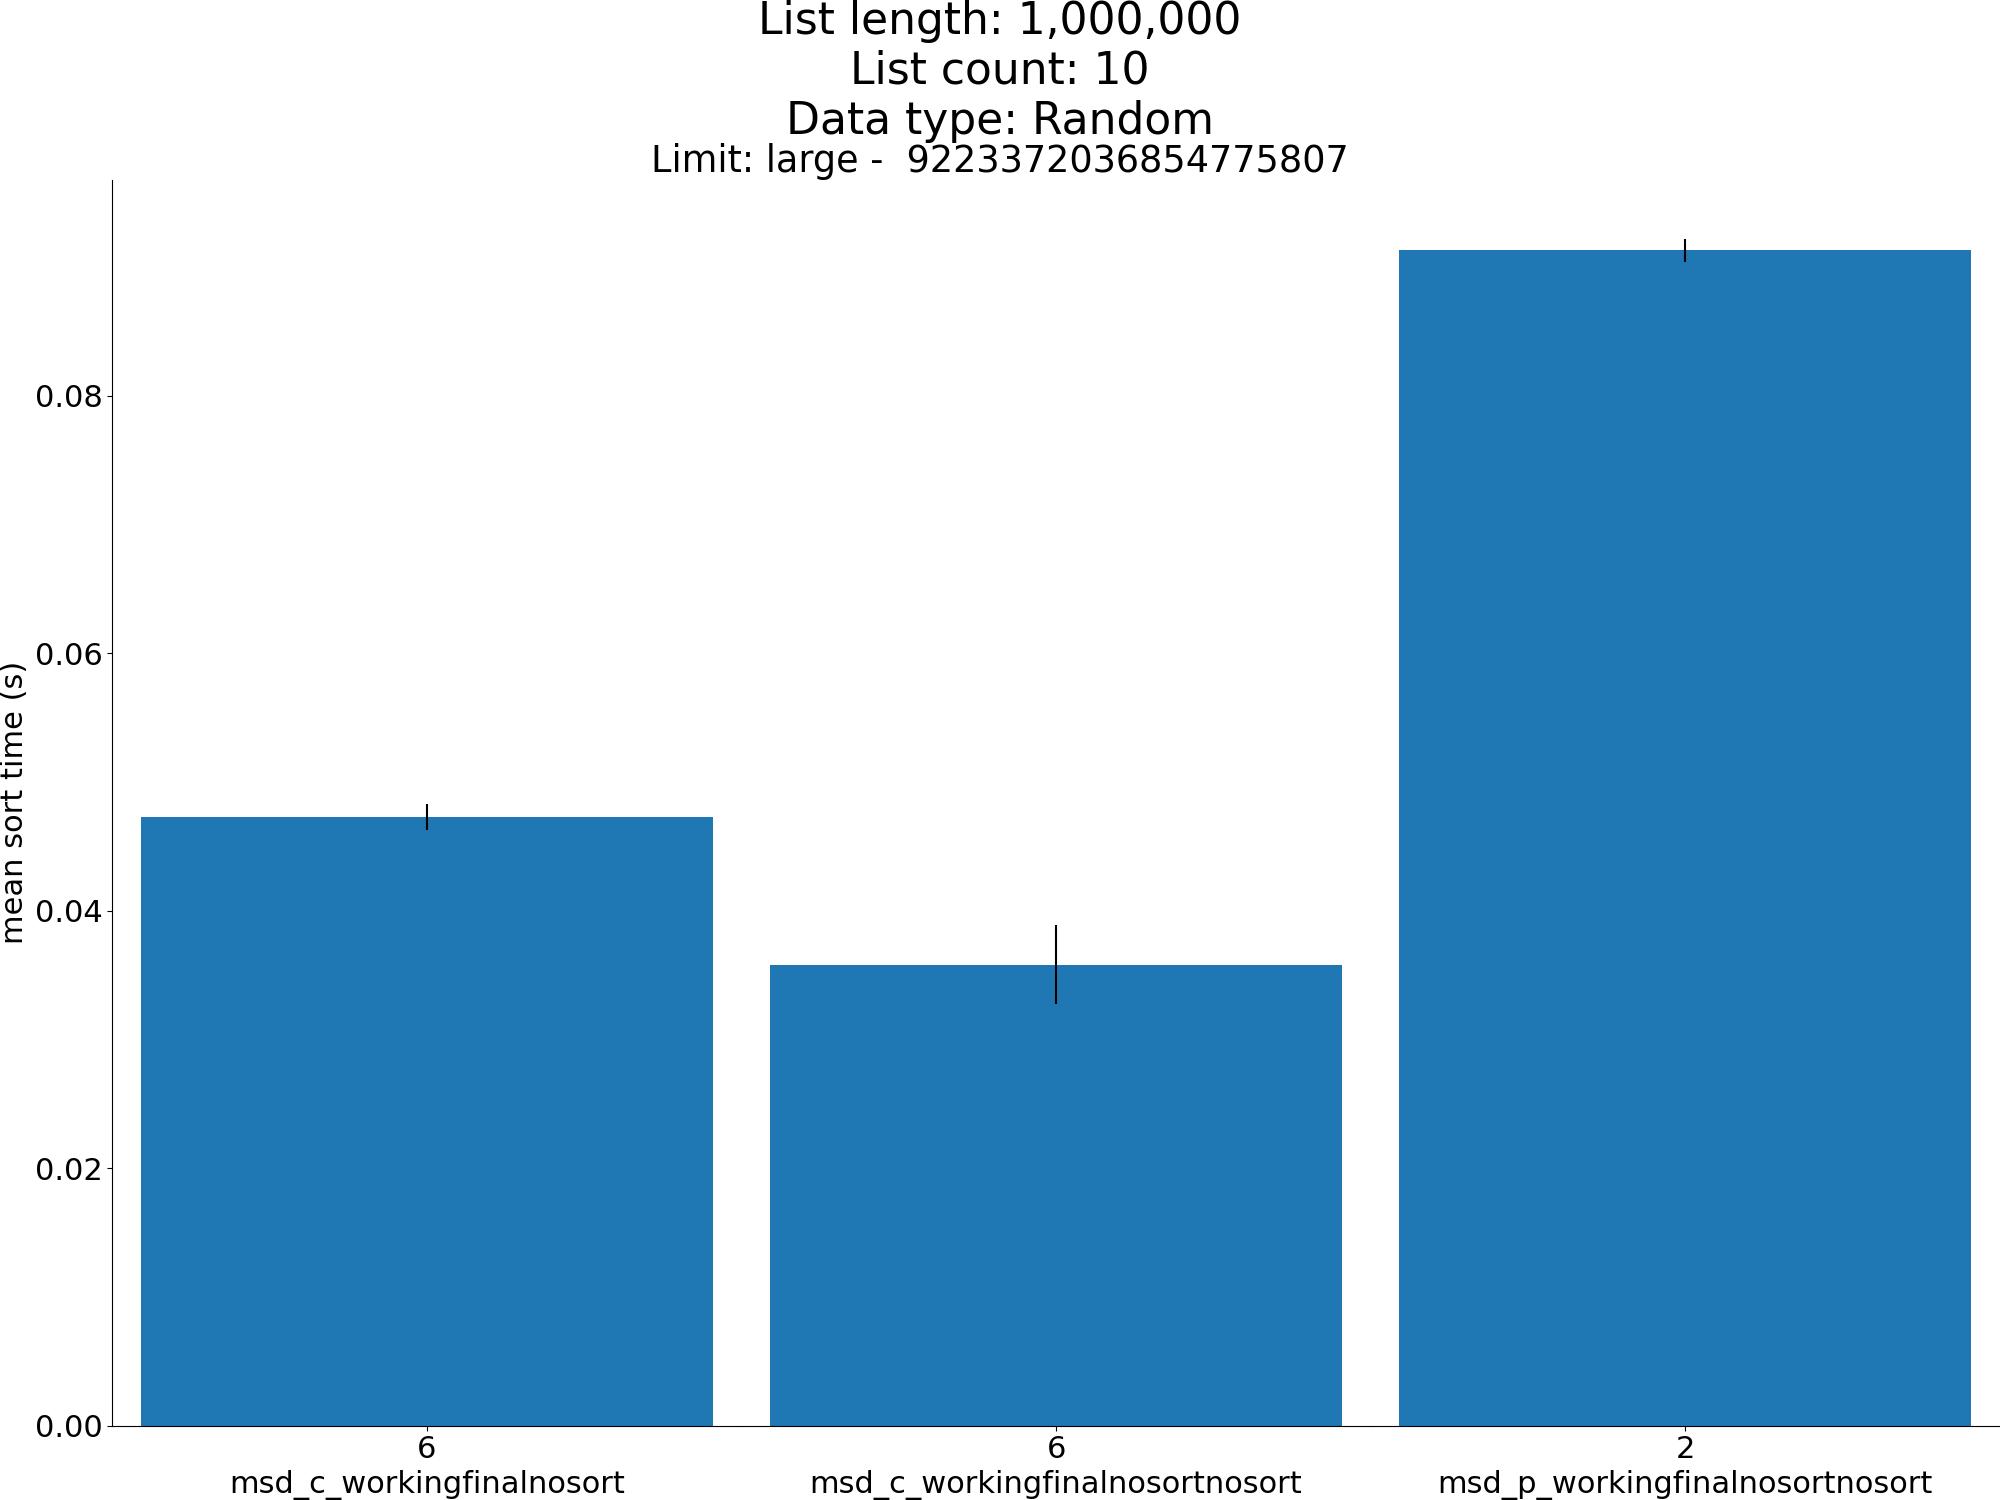 List length: 1,000,000
List count: 10
Data type: Random
Limit: large -  9223372036854775807
mean sort time (s)
0.08
0.06
0.04
0.02
0.00
6
msd_c_workingfinalnosort
6
msd_c_workingfinalnosortnosort
2
msd_p_workingfinalnosortnosort